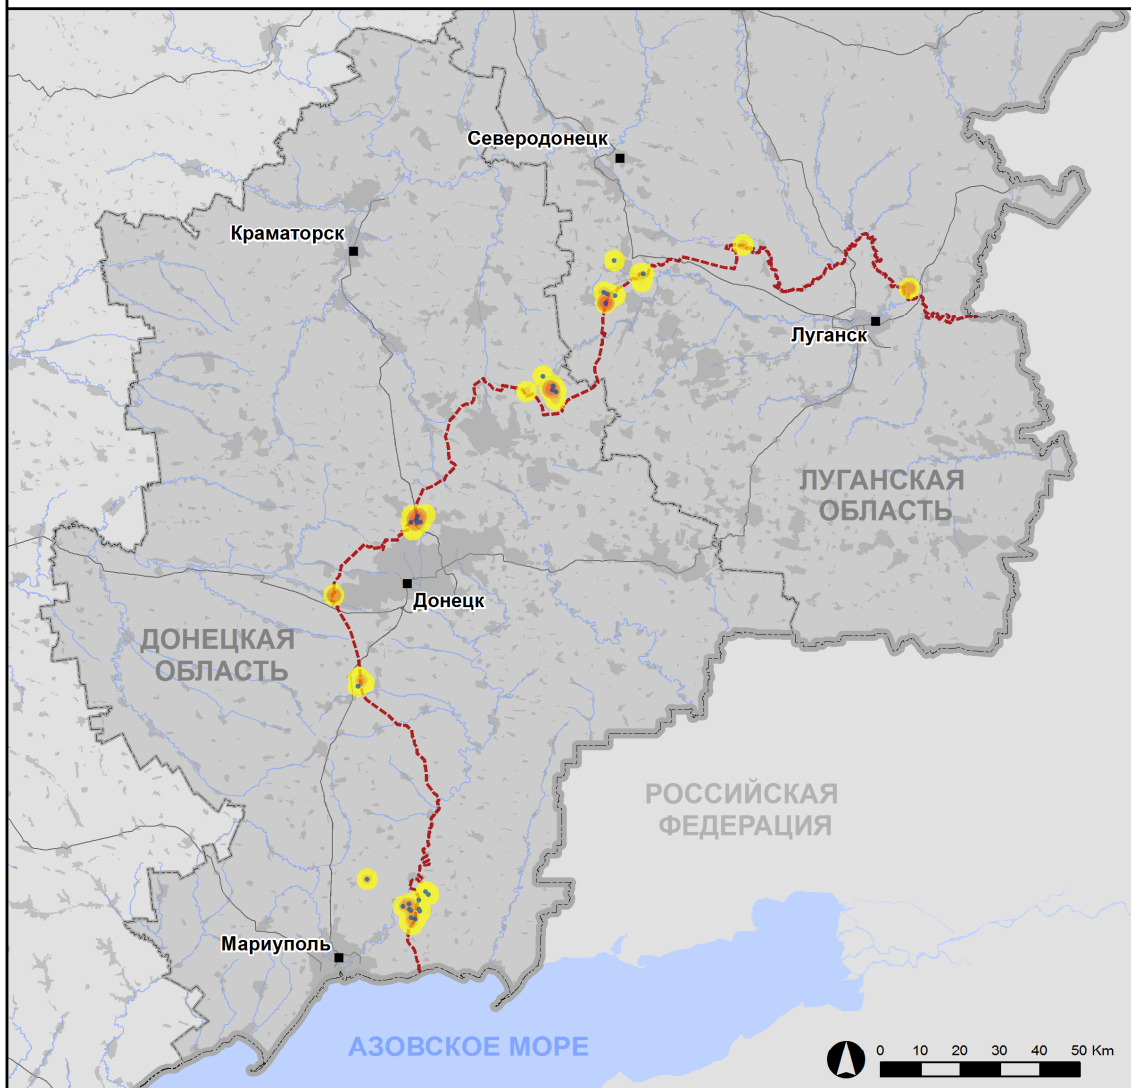 Северодонецк
Краматорск
Луганск
ЛУГАНСКАЯ
ОБЛАСТЬ
Донецк
ДОНЕЦКАЯ
ОБЛАСТЬ
РОССИЙСКАЯ
ФЕДЕРАЦИЯ
Мариуполь
АЗОВСКОЕ МОРЕ
0 10 20 30 40 50 Km